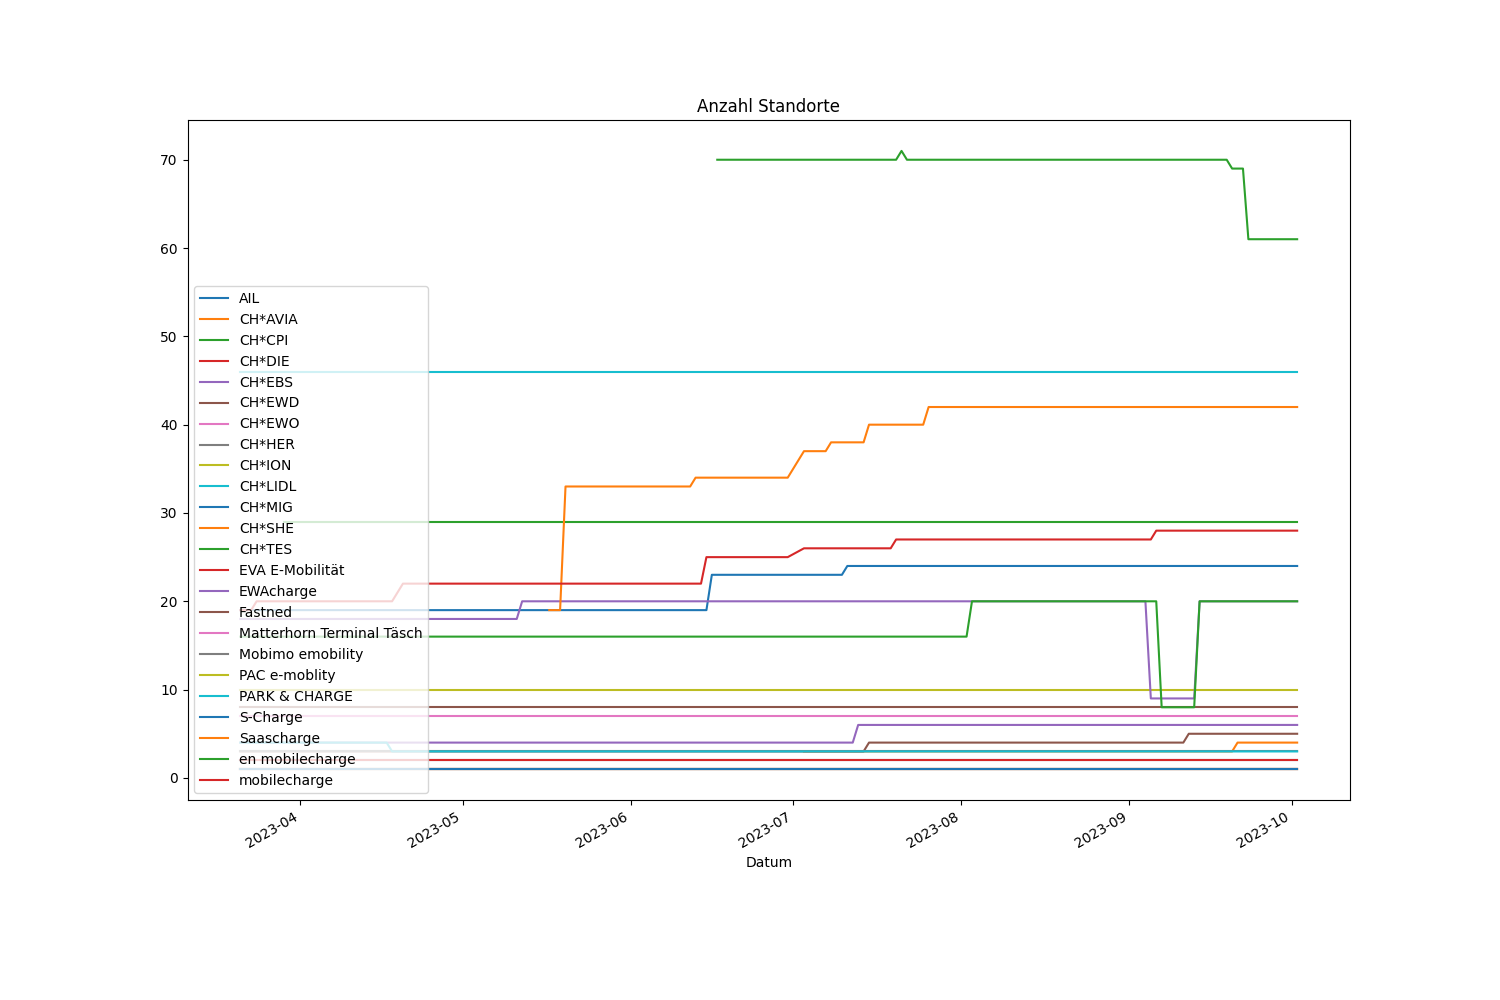 Anzahl Standorte
70
60
50
40
30
20
10
0
AIL
CH*AVIA
CH*CPI
CH*DIE
CH*EBS
CH*EWD
CH*EWO
CH*HER
CH*ION
CH*LIDL
CH*MIG
CH*SHE
CH*TES
EVA E-Mobilität
EWAcharge
Fastned
Matterhorn Terminal Täsch
Mobimo emobility
PAC e-moblity
PARK & CHARGE
S-Charge
Saascharge
en mobilecharge
mobilecharge
2023-04
2023-05
2023-06
2023-07
2023-08
2023-09
2023-10
Datum